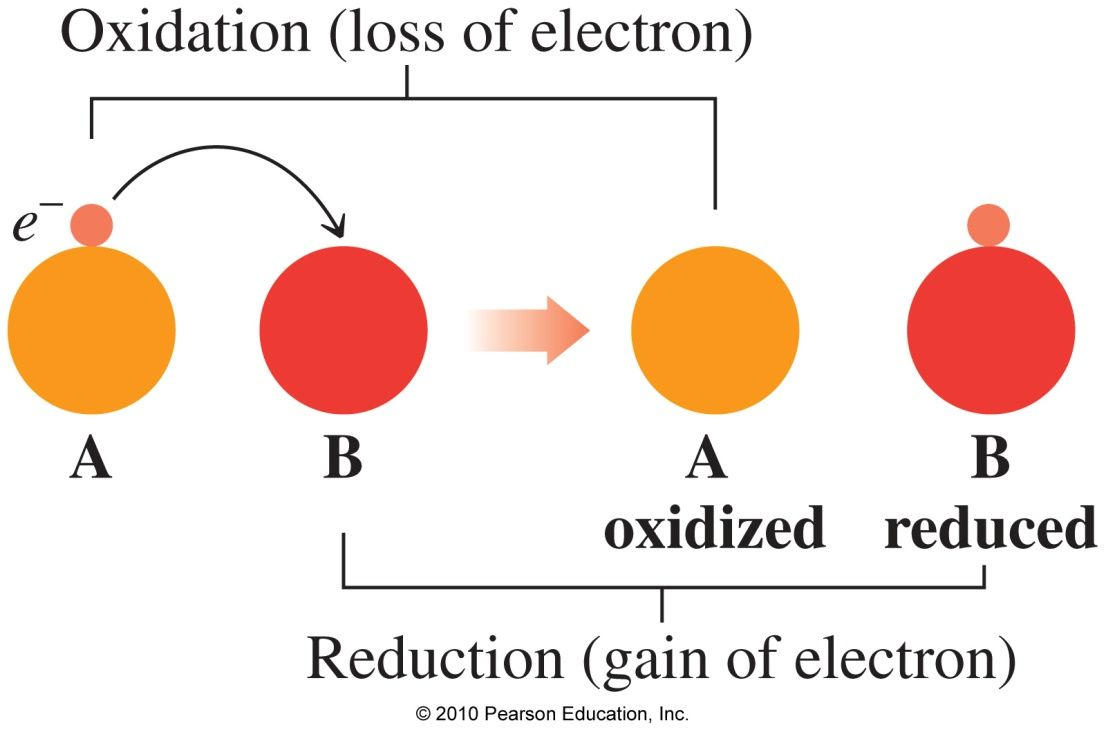 Oxidation (loss of electron)
e−
A
B
A
oxidized
B
reduced
Reduction (gain of electron)
© 2010 Pearson Education, Inc.